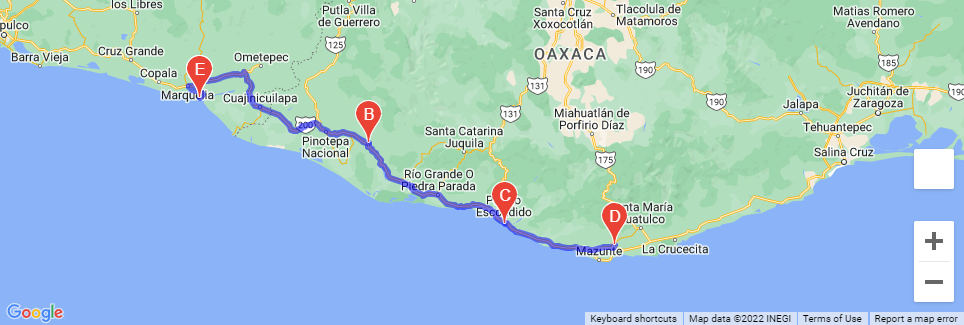 Putla Villa
de Guerrero
Santa Cruz
Xoxocotlán
Tlacolula de
Matamoros
Matias Romero
Avendano
los Libres
pulco
Cruz Grande
Ometepec
125
OAXACA
Barra Vieja
Copala
E
190
185
Marquelia
Cuajinicuilapa
131
190
Jalapa
Juchitán de
Zaragoza
B
200
Miahuatlán de
Porfirio Díaz
Tehuantepec
Pinotepa
Nacional
Santa Catarina
Juquila
131
175
Salina Cruz
Río Grande O
Piedra Parada
C
Escondido
D
nta María
uatulco
La Crucecita
Mazunte
Google
Keyboard shortcuts
Map data ©2022 INEGI
Terms of Use
Report a map error